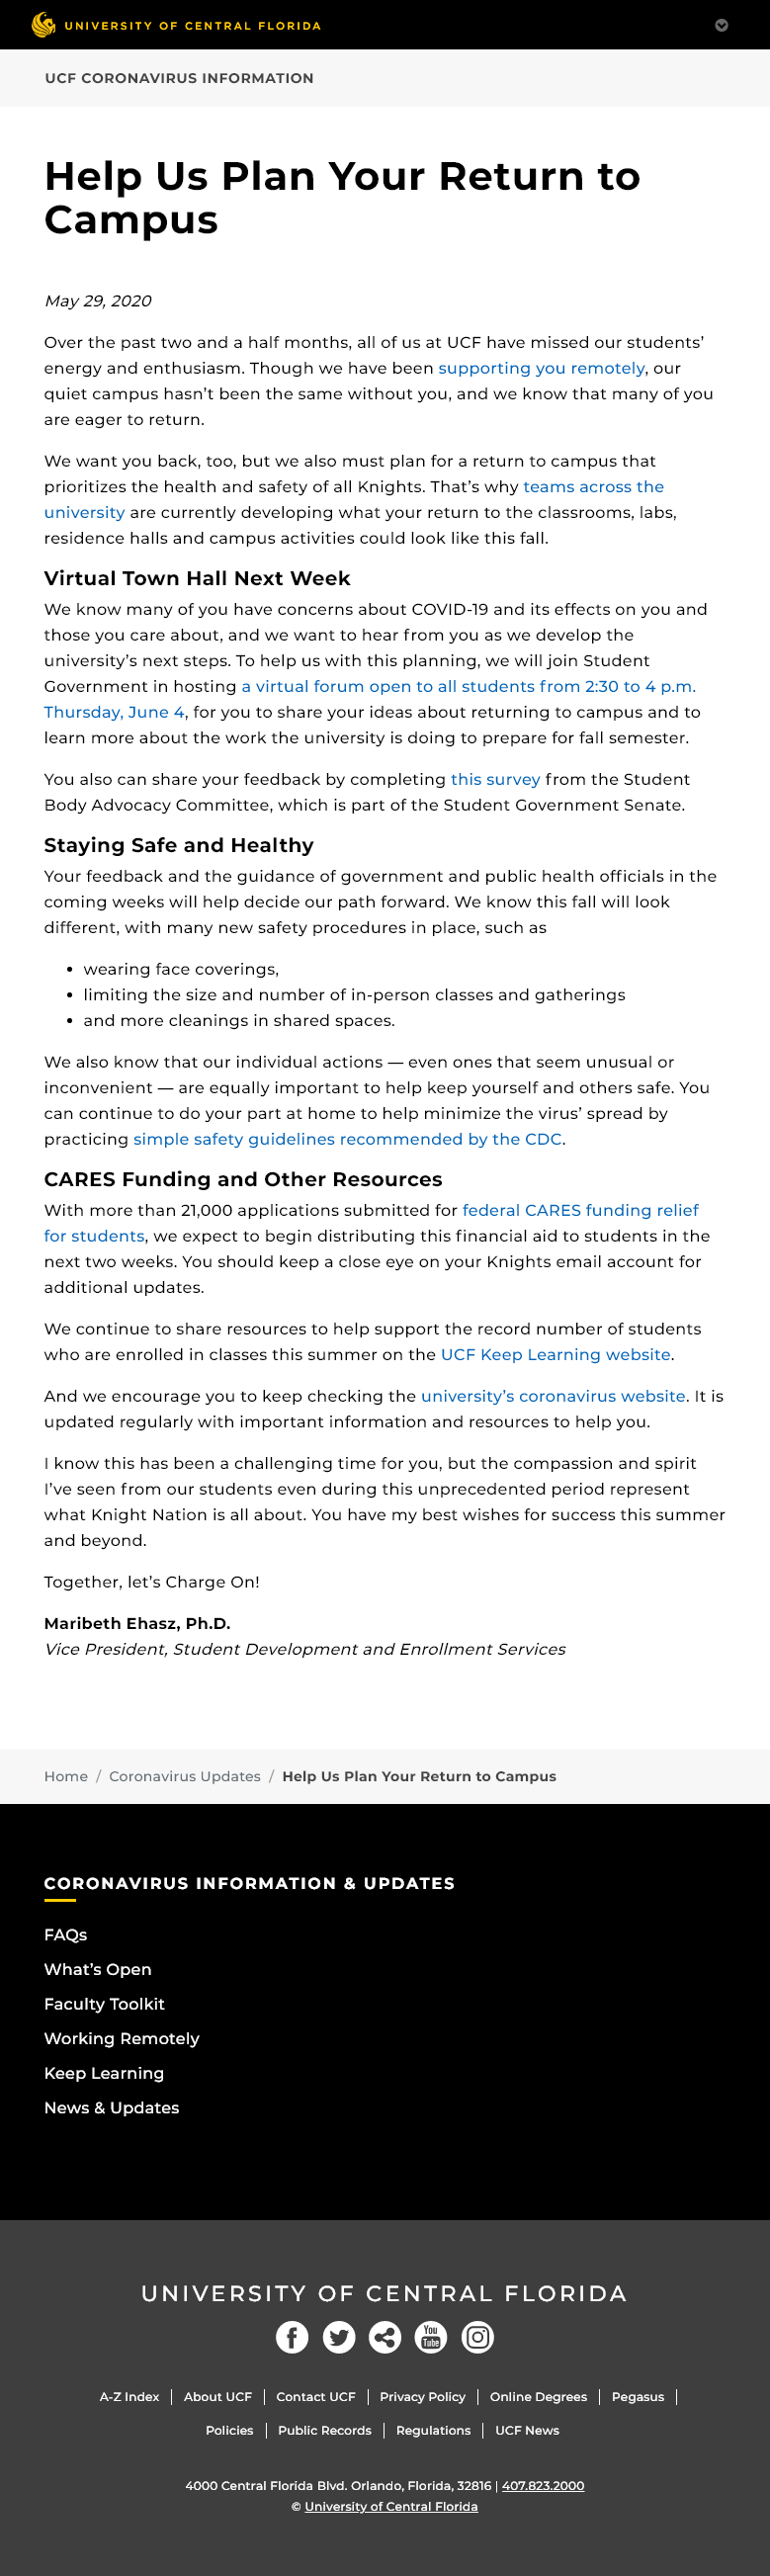 UNIVERSITY OF CENTRAL FLORIDA
UCF CORONAVIRUS INFORMATION
Help Us Plan Your Return to
Campus
May 29, 2020
Over the past two and a half months, all of us at UCF have missed our students’
energy and enthusiasm. Though we have been supporting you remotely, our
quiet campus hasn’t been the same without you, and we know that many of you
are eager to return.
We want you back, too, but we also must plan for a return to campus that
prioritizes the health and safety of all Knights. That’s why teams across the
university are currently developing what your return to the classrooms, labs,
residence halls and campus activities could look like this fall.
Virtual Town Hall Next Week
We know many of you have concerns about COVID-19 and its effects on you and
those you care about, and we want to hear from you as we develop the
university’s next steps. To help us with this planning, we will join Student
Government in hosting a virtual forum open to all students from 2:30 to 4 p.m.
Thursday, June 4, for you to share your ideas about returning to campus and to
learn more about the work the university is doing to prepare for fall semester.
You also can share your feedback by completing this survey from the Student
Body Advocacy Committee, which is part of the Student Government Senate.
Staying Safe and Healthy
Your feedback and the guidance of government and public health officials in the
coming weeks will help decide our path forward. We know this fall will look
different, with many new safety procedures in place, such as
• wearing face coverings,
• limiting the size and number of in-person classes and gatherings
• and more cleanings in shared spaces.
We also know that our individual actions — even ones that seem unusual or
inconvenient — are equally important to help keep yourself and others safe. You
can continue to do your part at home to help minimize the virus’ spread by
practicing simple safety guidelines recommended by the CDC.
CARES Funding and Other Resources
With more than 21,000 applications submitted for federal CARES funding relief
for students, we expect to begin distributing this financial aid to students in the
next two weeks. You should keep a close eye on your Knights email account for
additional updates.
We continue to share resources to help support the record number of students
who are enrolled in classes this summer on the UCF Keep Learning website.
And we encourage you to keep checking the university’s coronavirus website. It is
updated regularly with important information and resources to help you.
I know this has been a challenging time for you, but the compassion and spirit
I’ve seen from our students even during this unprecedented period represent
what Knight Nation is all about. You have my best wishes for success this summer
and beyond.
Together, let’s Charge On!
Maribeth Ehasz, Ph.D.
Vice President, Student Development and Enrollment Services
Home / Coronavirus Updates / Help Us Plan Your Return to Campus
CORONAVIRUS INFORMATION & UPDATES
FAQs
What’s Open
Faculty Toolkit
Working Remotely
Keep Learning
News & Updates
UNIVERSITY OF CENTRAL FLORIDA
You Tube
A-Z Index | About UCF | Contact UCF | Privacy Policy | Online Degrees | Pegasus |
Policies | Public Records | Regulations | UCF News
4000 Central Florida Blvd. Orlando, Florida, 32816 | 407.823.2000
© University of Central Florida